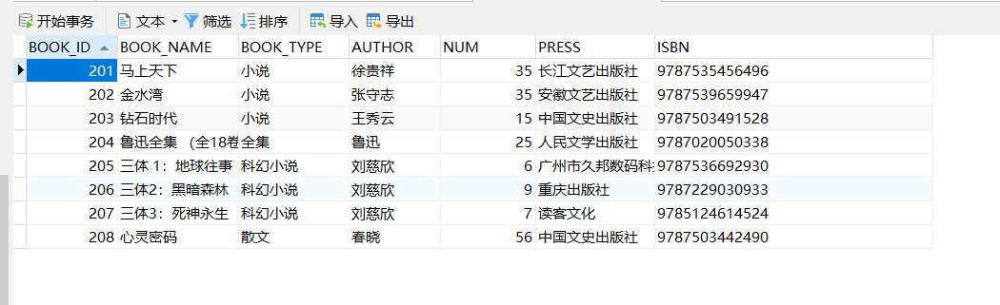 开始事务 文本 筛选 排序 导入 导出
BOOK_ID BOOK_NAME BOOK_TYPE AUTHOR NUM PRESS ISBN
201 马上天下 小说 徐贵祥 35 长江文艺出版社 9787535456496
202 金水湾 小说 张守志 35 安徽文艺出版社 9787539659947
203 钻石时代 小说 王秀云 15 中国文史出版社 9787503491528
204 鲁迅全集 (全18卷 全集 鲁迅 25 人民文学出版社 9787020050338
205 三体 1：地球往事 科幻小说 刘慈欣 6 广州市久邦数码科 9787536692930
206 三体2：黑暗森林 科幻小说 刘慈欣 9 重庆出版社 9787229030933
207 三体3：死神永生 科幻小说 刘慈欣 7 读客文化 9785124614524
208 心灵密码 散文 春晓 56 中国文史出版社 9787503442490